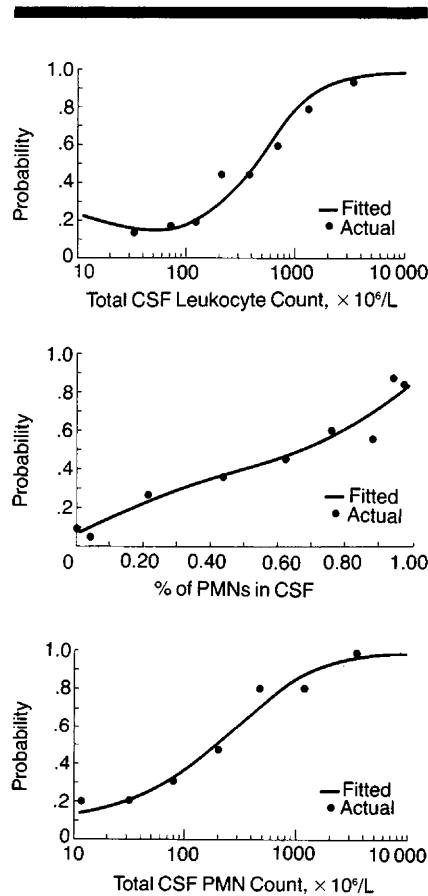 1.0
.8
.6
.4
.2
0
Probability
Fitted
Actual
10 100 1000 10 000
Total CSF Leukocyte Count, × 10⁶/L
1.0
.8
.6
.4
.2
Probability
Fitted
Actual
0 0.20 0.40 0.60 0.80 1.00
% of PMNs in CSF
1.0
.8
.6
.4
.2
0
Probability
Fitted
Actual
10 100 1000 10 000
Total CSF PMN Count, × 10⁶/L